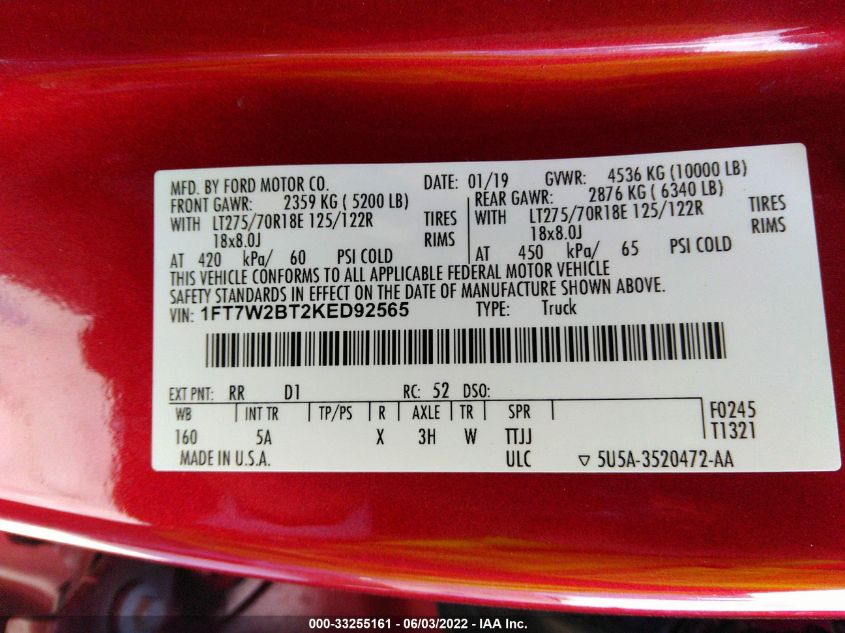 MFD. BY FORD MOTOR CO. DATE: 01/19 GVWR: 4536 KG (10000 LB)
FRONT GAWR: 2359 KG ( 5200 LB) REAR GAWR: 2876 KG ( 6340 LB)
WITH LT275/70R18E 125/122R TIRES WITH LT275/70R18E 125/122R TIRES
18x8.0J RIMS 18x8.0J RIMS
AT 420 kPa/ 60 PSI COLD AT 450 kPa/ 65 PSI COLD
THIS VEHICLE CONFORMS TO ALL APPLICABLE FEDERAL MOTOR VEHICLE
SAFETY STANDARDS IN EFFECT ON THE DATE OF MANUFACTURE SHOWN ABOVE.
VIN: 1FT7W2BT2KED92565 TYPE: Truck
EXT PNT: RR D1 RC: 52 DSO:
WB INT TR TP/PS R AXLE TR SPR F0245
160 5A X 3H W TTJJ T1321
MADE IN U.S.A. ULC ▽ 5U5A-3520472-AA
000-33255161 - 06/03/2022 - IAA Inc.